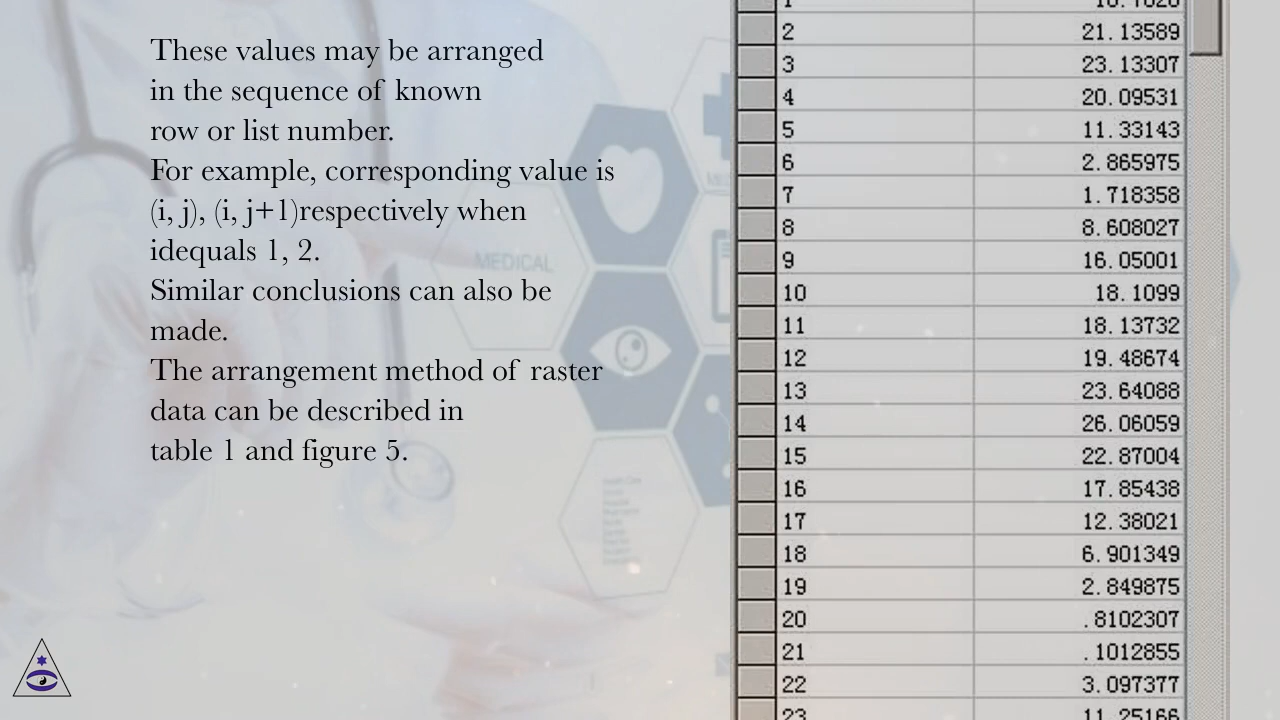 These values may be arranged
in the sequence of known
row or list number.
For example, corresponding value is
(i, j), (i, j+1)respectively when
idequals 1, 2.
Similar conclusions can also be
made.
The arrangement method of raster
data can be described in
table 1 and figure 5.
MEDICAL
1
2 21.13589
3 23.13307
4 20.09531
5 11.33143
6 2.865975
7 1.718358
8 8.608027
9 16.05001
10 18.1099
11 18.13732
12 19.48674
13 23.64088
14 26.06059
15 22.87004
16 17.85438
17 12.38021
18 6.901349
19 2.849875
20 .8102307
21 .1012855
22 3.097377
23 11.25166